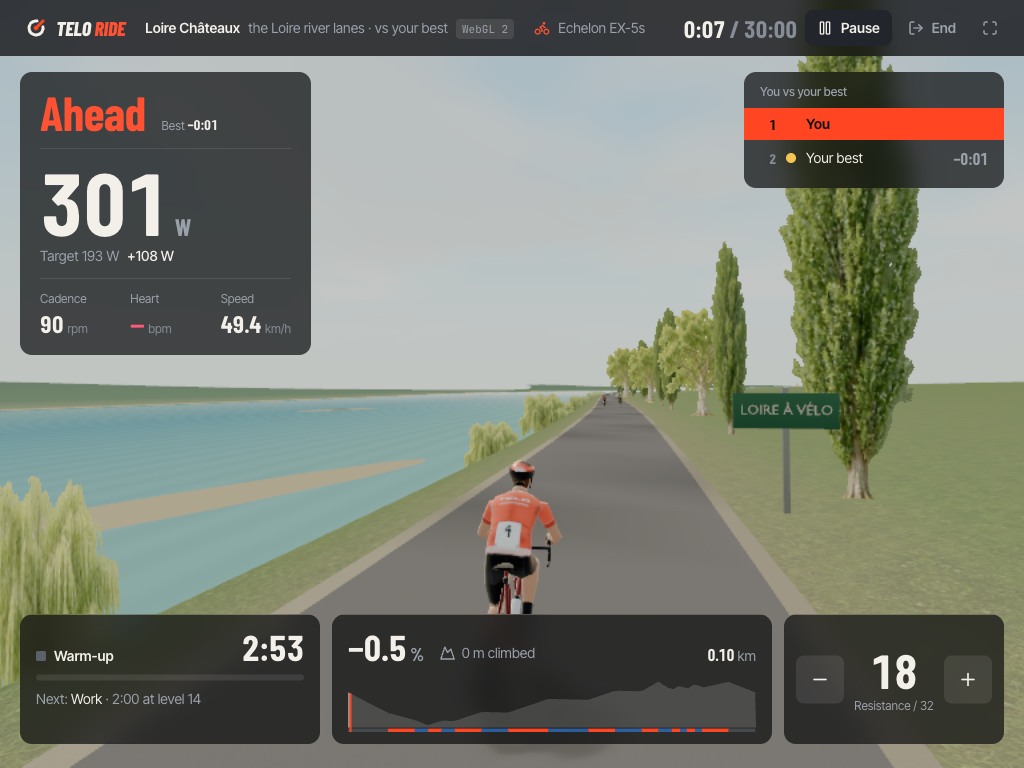 TELO RIDE Loire Châteaux the Loire river lanes · vs your best WebGL 2 Echelon EX-5s 0:07 / 30:00 Pause End
Ahead Best −0:01
301 W
Target 193 W +108 W
Cadence Heart Speed
90 rpm – bpm 49.4 km/h
You vs your best
1 You
2 Your best −0:01
LOIRE À VÉLO
Warm-up 2:53
Next: Work · 2:00 at level 14
−0.5 % 0 m climbed 0.10 km
− 18 +
Resistance / 32